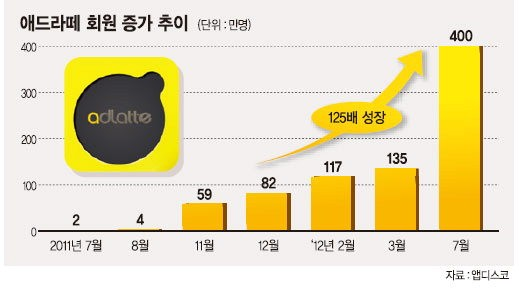 애드라떼 회원 증가 추이 (단위 : 만명)
400
300
200
100
0
adLatte
125배 성장
2
4
59
82
117
135
400
2011년 7월 8월 11월 12월 '12년 2월 3월 7월
자료 : 앱디스코